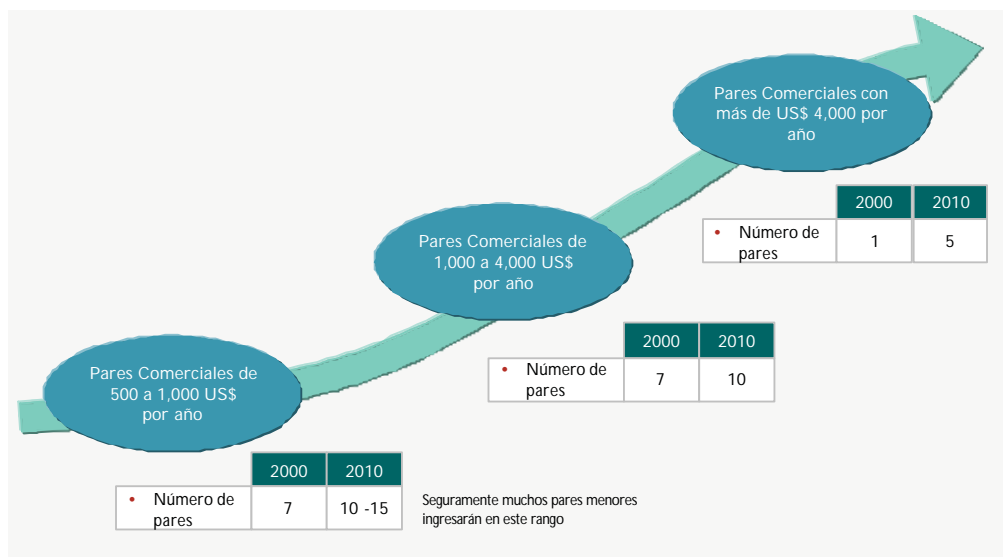 Pares Comerciales con
más de US$ 4,000 por
año
2000 2010
• Número de
pares
1 5
Pares Comerciales de
1,000 a 4,000 US$
por año
2000 2010
• Número de
pares
7 10
Pares Comerciales de
500 a 1,000 US$
por año
2000 2010
• Número de
pares
7 10 -15
Seguramente muchos pares menores
ingresarán en este rango